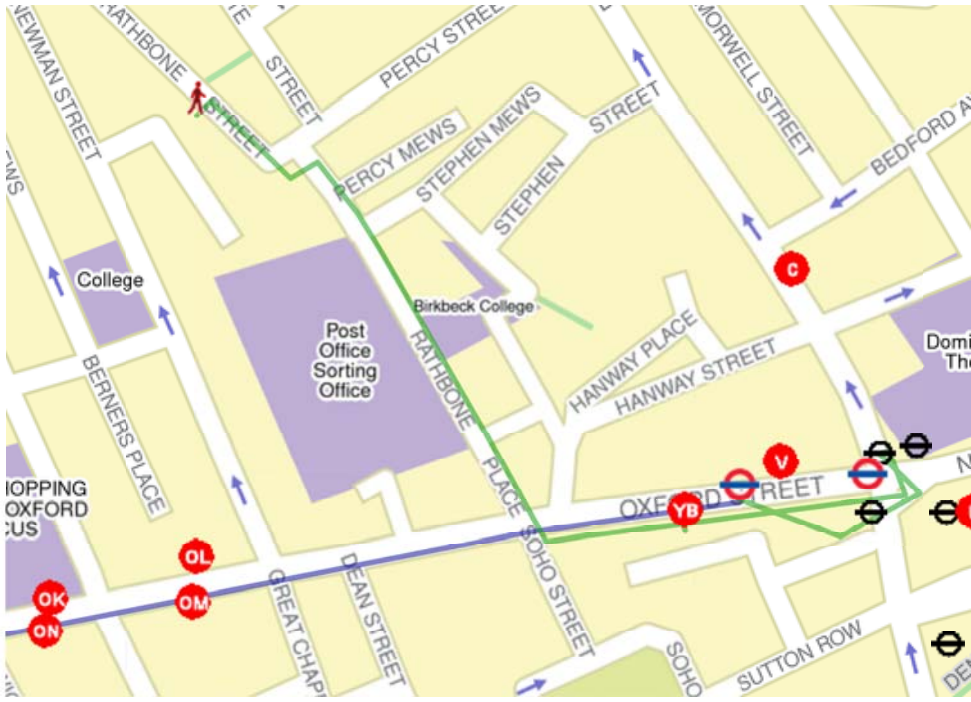 NEWMAN STREET
RATHBONE
STREET
STREET
PERCY STREET
MORWELL STREET
BEDFORD AV
PERCY MEWS
STEPHEN MEWS
STEPHEN
STREET
College
Post
Office
Sorting
Office
Birkbeck College
C
RATHBONE
PLACE
HANWAY PLACE
HANWAY STREET
Domi
The
BERNERS PLACE
HOPPING
OXFORD
CUS
V
OXFORD STREET
YB
N
OL
OK
OM
ON
GREAT CHAP
DEAN STREET
SOHO STREET
SOHO
SUTTON ROW
DEN